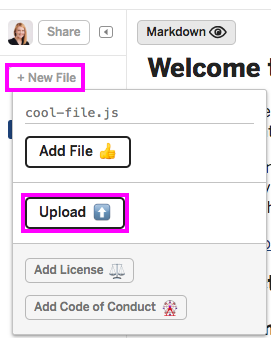 Share
Markdown
+ New File
Welcome t
cool-file.js
Add File
Upload
Add License
Add Code of Conduct